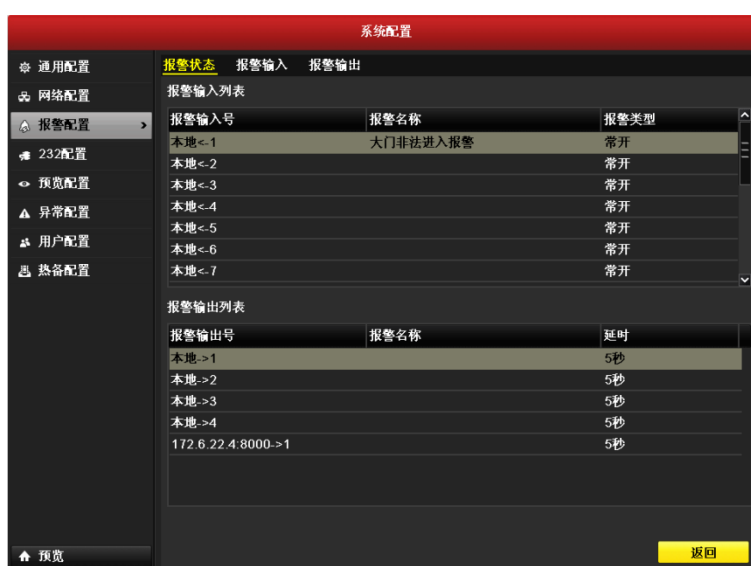 系统配置
通用配置
网络配置
报警配置
232配置
预览配置
异常配置
用户配置
热备配置
预览
报警状态 报警输入 报警输出
报警输入列表
报警输入号 报警名称 报警类型
本地<-1 大门非法进入报警 常开
本地<-2 常开
本地<-3 常开
本地<-4 常开
本地<-5 常开
本地<-6 常开
本地<-7 常开
报警输出列表
报警输出号 报警名称 延时
本地->1 5秒
本地->2 5秒
本地->3 5秒
本地->4 5秒
172.6.22.4:8000->1 5秒
返回